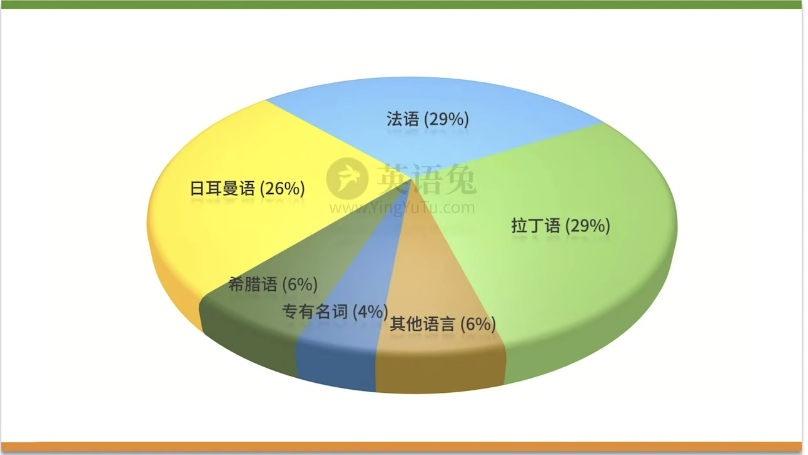 法语 (29%)
英语兔
www.YingYuTu.com
日耳曼语 (26%)
拉丁语 (29%)
希腊语 (6%)
专有名词 (4%)
其他语言 (6%)